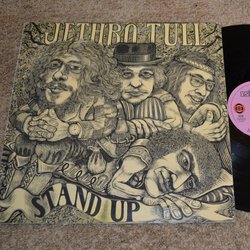 JETHRO TULL
STAND UP